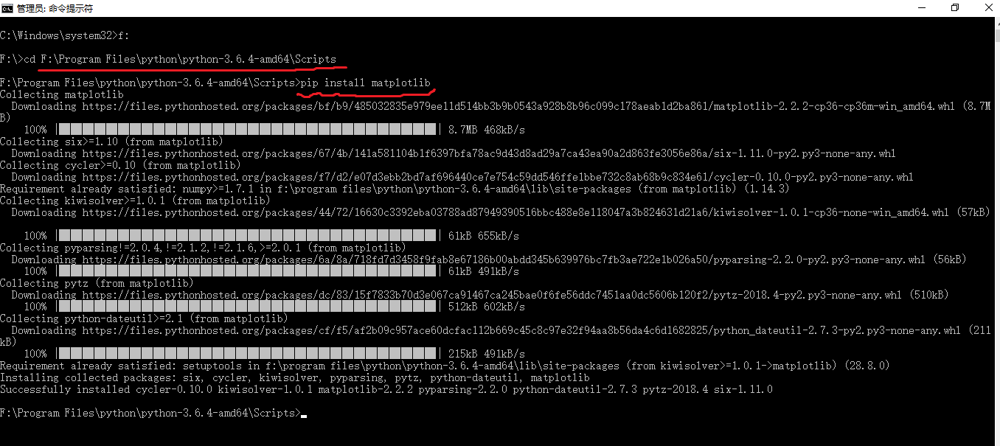 管理员: 命令提示符
C:\Windows\system32>f:
F:\>cd F:\Program Files\python\python-3.6.4-amd64\Scripts
F:\Program Files\python\python-3.6.4-amd64\Scripts>pip install matplotlib
Collecting matplotlib
Downloading https://files.pythonhosted.org/packages/bf/b9/485032835e979ee11d514bb3b9b0543a928b8b96c099c178aeab1d2ba861/matplotlib-2.2.2-cp36-cp36m-win_amd64.whl (8.7M
B)
100% |████████████████████████████████| 8.7MB 468kB/s
Collecting six>=1.10 (from matplotlib)
Downloading https://files.pythonhosted.org/packages/67/4b/141a581104b1f6397bfa78ac9d43d8ad29a7ca43ea90a2d863fe3056e86a/six-1.11.0-py2.py3-none-any.whl
Collecting cycler>=0.10 (from matplotlib)
Downloading https://files.pythonhosted.org/packages/f7/d2/e07d3ebb2bd7af696440ce7e754c59dd546ffe1bbe732c8ab68b9c834e61/cycler-0.10.0-py2.py3-none-any.whl
Requirement already satisfied: numpy>=1.7.1 in f:\program files\python\python-3.6.4-amd64\lib\site-packages (from matplotlib) (1.14.3)
Collecting kiwisolver>=1.0.1 (from matplotlib)
Downloading https://files.pythonhosted.org/packages/44/72/16630c3392eba03788ad87949390516bbc488e8e118047a3b824631d21a6/kiwisolver-1.0.1-cp36-none-win_amd64.whl (57kB)
100% |████████████████████████████████| 61kB 655kB/s
Collecting pyparsing!=2.0.4,!=2.1.2,!=2.1.6,>=2.0.1 (from matplotlib)
Downloading https://files.pythonhosted.org/packages/6a/8a/718fd7d3458f9fab8e67186b00abdd345b639976bc7fb3ae722e1b026a50/pyparsing-2.2.0-py2.py3-none-any.whl (56kB)
100% |████████████████████████████████| 61kB 491kB/s
Collecting pytz (from matplotlib)
Downloading https://files.pythonhosted.org/packages/dc/83/15f7833b70d3e067ca91467ca245bae0f6fe56ddc7451aa0dc5606b120f2/pytz-2018.4-py2.py3-none-any.whl (510kB)
100% |████████████████████████████████| 512kB 602kB/s
Collecting python-dateutil>=2.1 (from matplotlib)
Downloading https://files.pythonhosted.org/packages/cf/f5/af2b09c957ace60dcfac112b669c45c8c97e32f94aa8b56da4c6d1682825/python_dateutil-2.7.3-py2.py3-none-any.whl (211
kB)
100% |████████████████████████████████| 215kB 491kB/s
Requirement already satisfied: setuptools in f:\program files\python\python-3.6.4-amd64\lib\site-packages (from kiwisolver>=1.0.1->matplotlib) (28.8.0)
Installing collected packages: six, cycler, kiwisolver, pyparsing, pytz, python-dateutil, matplotlib
Successfully installed cycler-0.10.0 kiwisolver-1.0.1 matplotlib-2.2.2 pyparsing-2.2.0 python-dateutil-2.7.3 pytz-2018.4 six-1.11.0
F:\Program Files\python\python-3.6.4-amd64\Scripts>